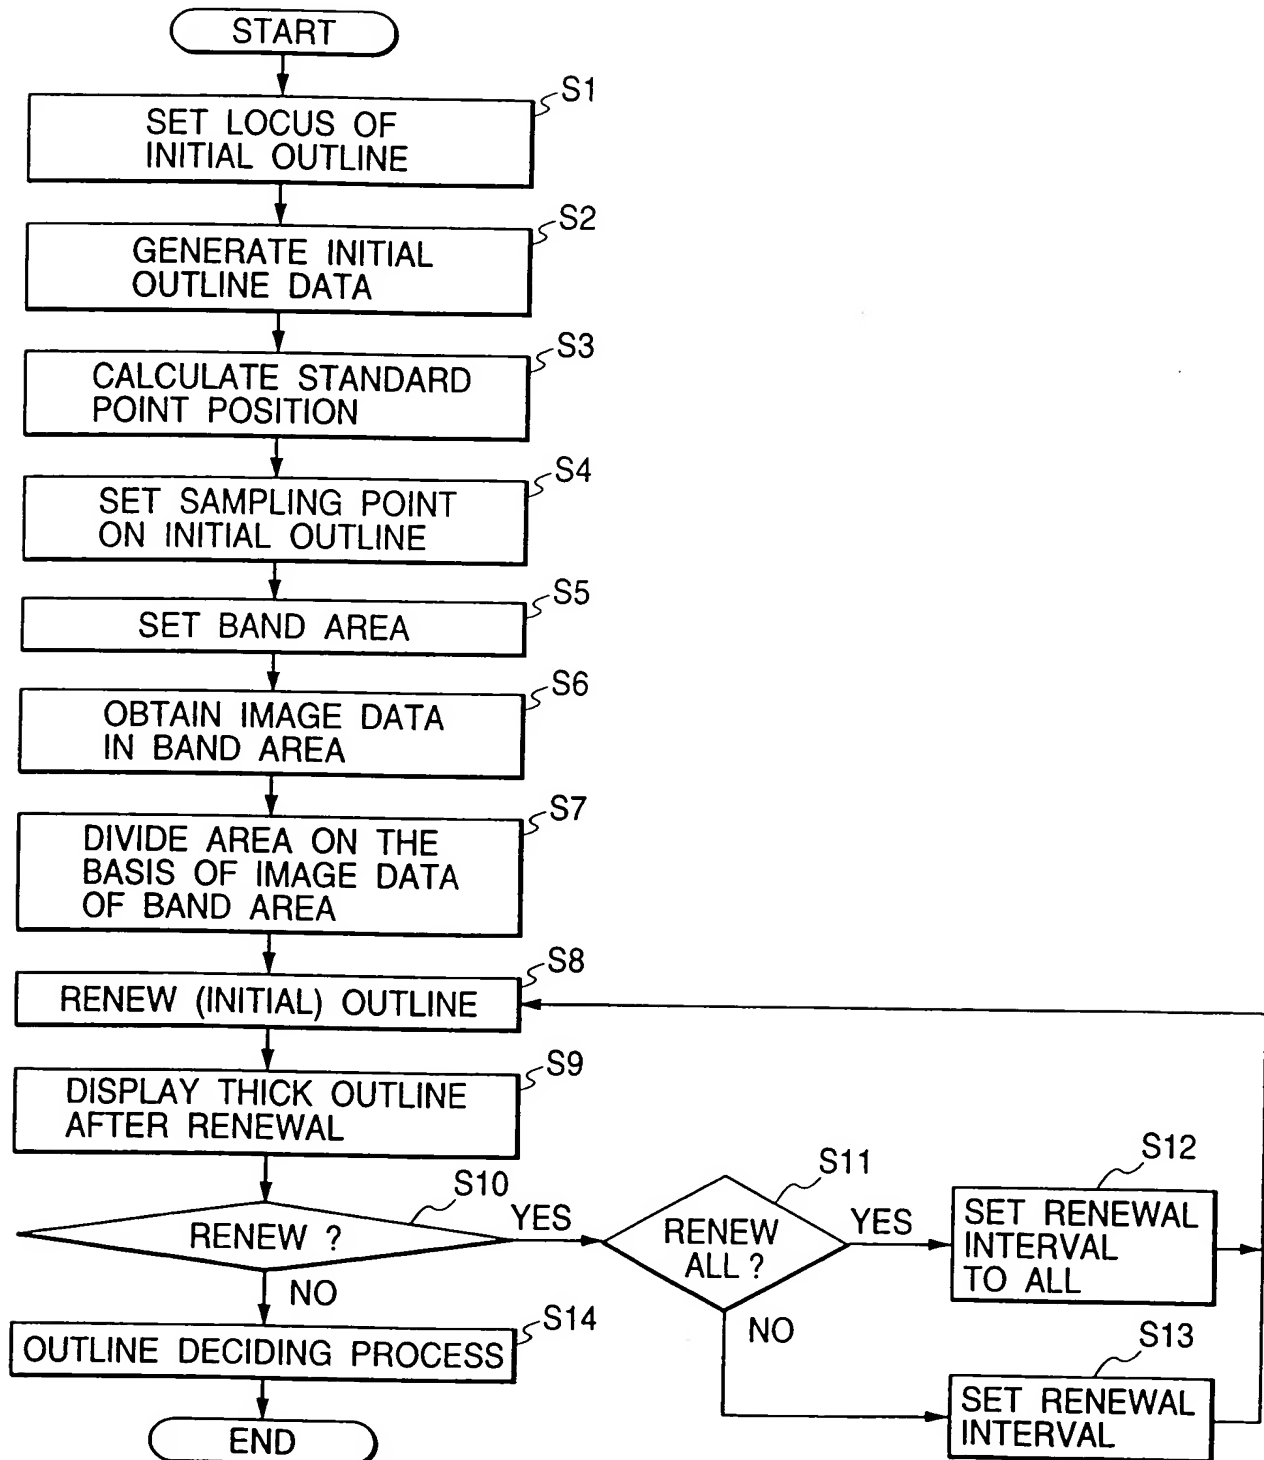 START
S1
SET LOCUS OF
INITIAL OUTLINE
S2
GENERATE INITIAL
OUTLINE DATA
S3
CALCULATE STANDARD
POINT POSITION
S4
SET SAMPLING POINT
ON INITIAL OUTLINE
S5
SET BAND AREA
S6
OBTAIN IMAGE DATA
IN BAND AREA
S7
DIVIDE AREA ON THE
BASIS OF IMAGE DATA
OF BAND AREA
S8
RENEW (INITIAL) OUTLINE
S9
DISPLAY THICK OUTLINE
AFTER RENEWAL
S10
RENEW ?
YES
NO
S11
RENEW
ALL ?
YES
NO
S12
SET RENEWAL
INTERVAL
TO ALL
S13
SET RENEWAL
INTERVAL
S14
OUTLINE DECIDING PROCESS
END